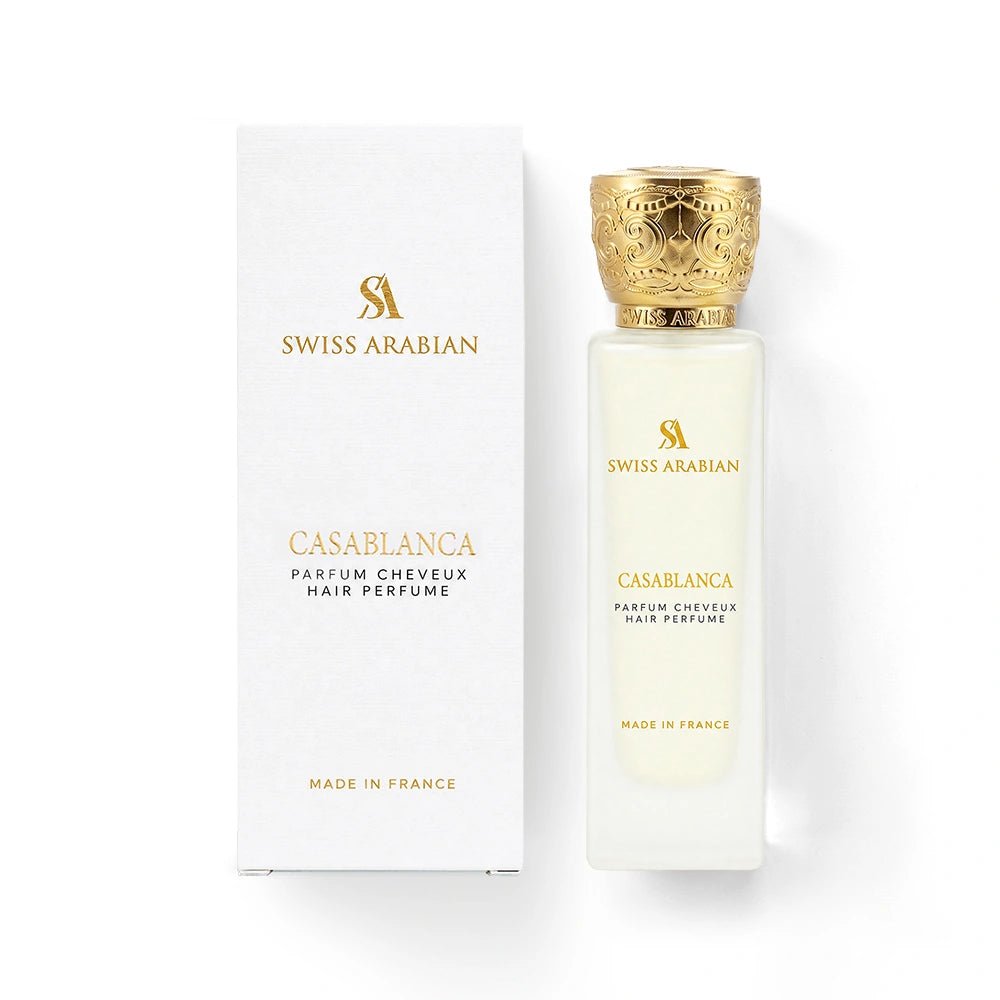 SA
SWISS ARABIAN
CASABLANCA
PARFUM CHEVEUX
HAIR PERFUME
MADE IN FRANCE
SWISS ARABIAN
SA
SWISS ARABIAN
CASABLANCA
PARFUM CHEVEUX
HAIR PERFUME
MADE IN FRANCE